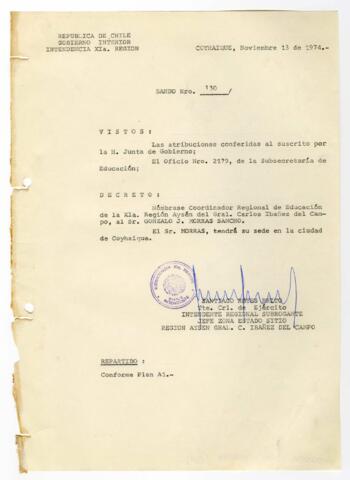 REPUBLICA DE CHILE
GOBIERNO INTERIOR
INTENDENCIA XIa. REGION
COYHAIQUE, Noviembre 13 de 1974.-
BANDO Nro. 130 /
V I S T O S :
Las atribuciones conferidas al suscrito por
la H. Junta de Gobierno;
El Oficio Nro. 2179, de la Subsecretaría de
Educación;
D E C R E T O :
Nómbrase Coordinador Regional de Educación
de la XIa. Región Aysén del Gral. Carlos Ibañez del Cam-
po, al Sr. GONZALO J. MORRAS SANCHO.
El Sr. MORRAS, tendrá su sede en la ciudad
de Coyhaique.
SANTIAGO
Tte. Crl. de Ejército
INTENDENTE REGIONAL SUBROGANTE
JEFE ZONA ESTADO SITIO
REGION AYSEN GRAL. C. IBAÑEZ DEL CAMPO
REPARTIDO :
Conforme Plan A1.-